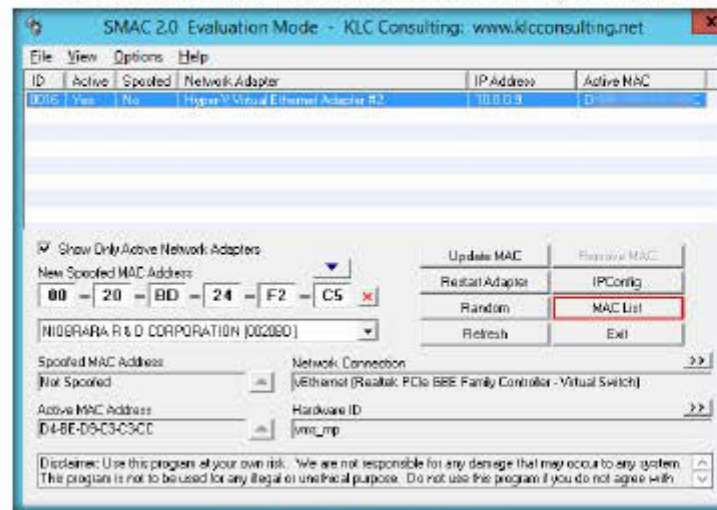 SMAC 2.0 Evaluation Mode - KLC Consulting: www.klcconsulting.net
File View Options Help
ID Active Spoofed Network Adapter IP Address Active MAC
0016 Yes No Hyper-V Virtual Ethernet Adapter #2 10.0.0.9
Show Only Active Network Adapters
New Spoofed MAC Address
00 - 20 - BD - 24 - F2 - C5
NIOBRARA R & D CORPORATION [0020BD]
Update MAC Remove MAC
Restart Adapter IPConfig
Random MAC List
Refresh Exit
Spoofed MAC Address Network Connection >>
Not Spoofed vEthernet (Realtek PCIe GBE Family Controller - Virtual Switch)
Active MAC Address Hardware ID >>
D4-BE-D9-C3-C3-CC vms_mp
Disclaimer: Use this program at your own risk. We are not responsible for any damage that may occur to any system.
This program is not to be used for any illegal or unethical purpose. Do not use this program if you do not agree with